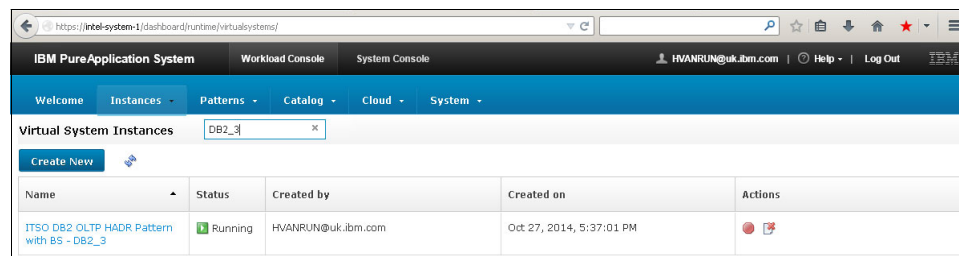 https://intel-system-1/dashboard/runtime/virtualsystems/
IBM PureApplication System Workload Console System Console HVANRUN@uk.ibm.com | Help | Log Out IBM
Welcome Instances Patterns Catalog Cloud System
Virtual System Instances DB2_3
Create New
Name Status Created by Created on Actions
ITSO DB2 OLTP HADR Pattern Running HVANRUN@uk.ibm.com Oct 27, 2014, 5:37:01 PM
with BS - DB2_3